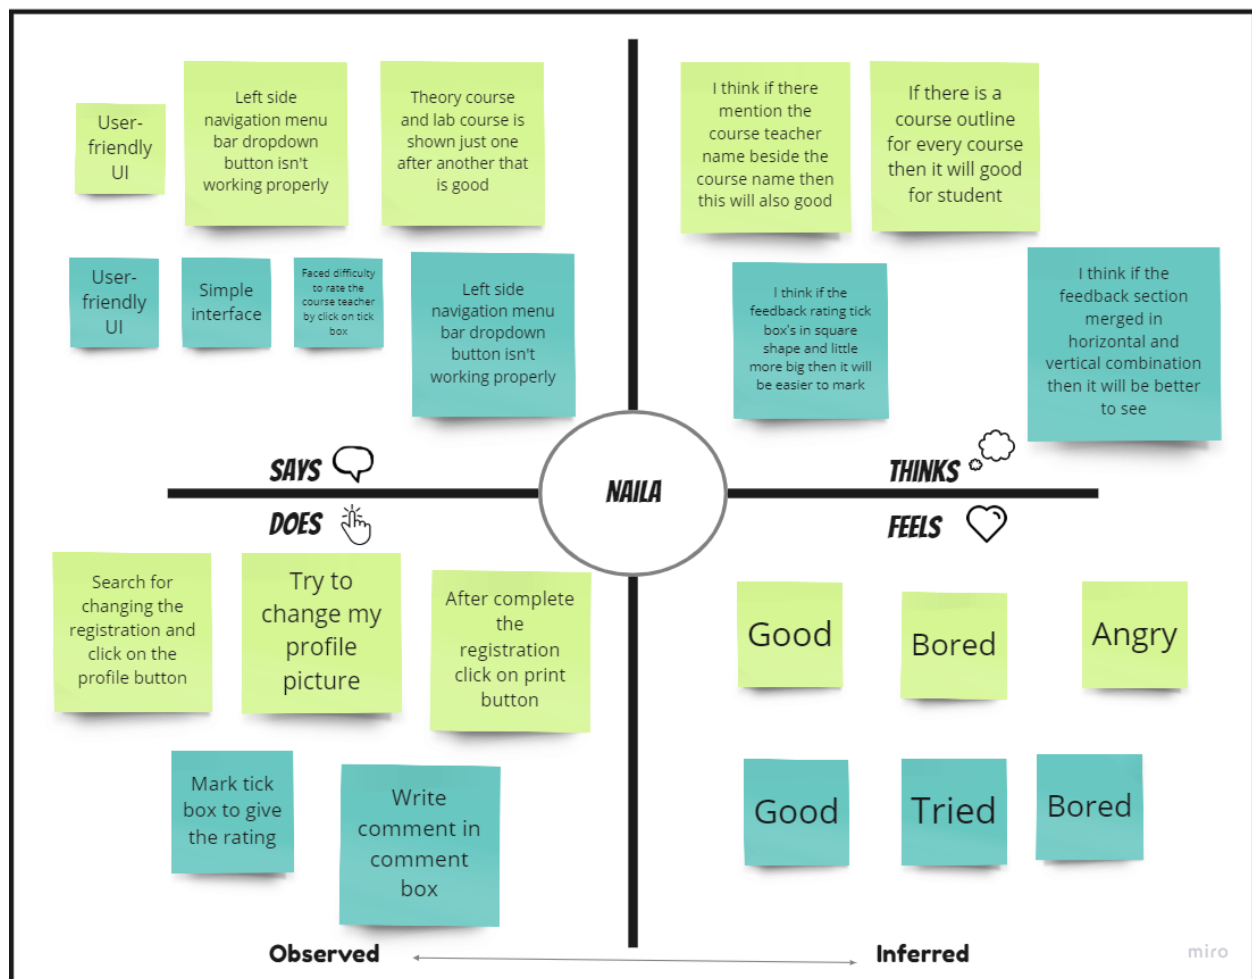 User-
friendly
UI
Left side
navigation menu
bar dropdown
button isn't
working properly
Theory course
and lab course is
shown just one
after another that
is good
User-
friendly
UI
Simple
interface
Faced difficulty
to rate the
course teacher
by click on tick
box
Left side
navigation menu
bar dropdown
button isn't
working properly
SAYS
I think if there
mention the
course teacher
name beside the
course name then
this will also good
If there is a
course outline
for every course
then it will good
for student
I think if the
feedback rating tick
box's in square
shape and little
more big then it will
be easier to mark
I think if the
feedback section
merged in
horizontal and
vertical combination
then it will be better
to see
THINKS
NAILA
DOES
Search for
changing the
registration and
click on the
profile button
Try to
change my
profile
picture
After complete
the
registration
click on print
button
Mark tick
box to give
the rating
Write
comment in
comment
box
FEELS
Good
Bored
Angry
Good
Tried
Bored
Observed
Inferred
miro